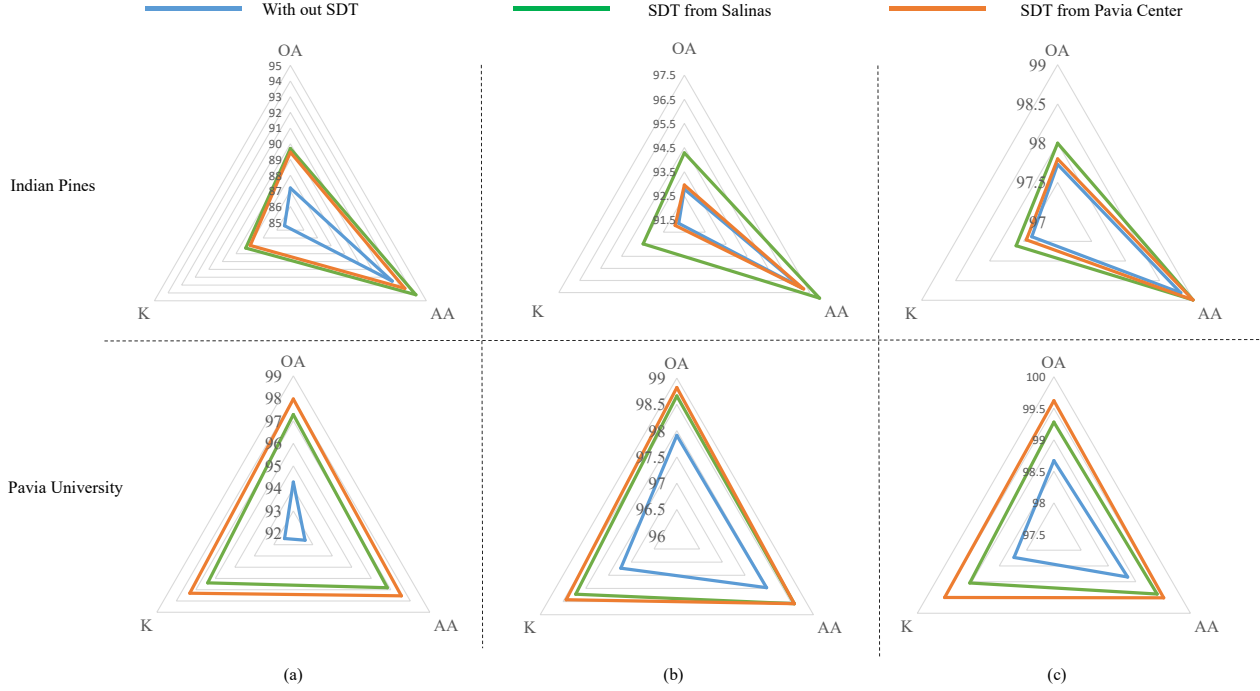 With out SDT
SDT from Salinas
SDT from Pavia Center
Indian Pines
OA
95
94
93
92
91
90
89
88
87
86
85
K
AA
OA
97.5
96.5
95.5
94.5
93.5
92.5
91.5
K
AA
OA
99
98.5
98
97.5
97
K
AA
Pavia University
OA
99
98
97
96
95
94
93
92
K
AA
OA
99
98.5
98
97.5
97
96.5
96
K
AA
OA
100
99.5
99
98.5
98
97.5
K
AA
(a)
(b)
(c)